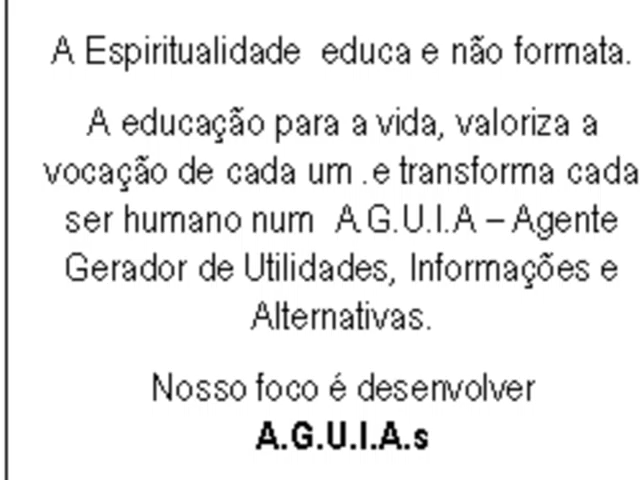 A Espiritualidade educa e não formata.
A educação para a vida, valoriza a
vocação de cada um .e transforma cada
ser humano num A.G.U.I.A – Agente
Gerador de Utilidades, Informações e
Alternativas.
Nosso foco é desenvolver
A.G.U.I.A.s